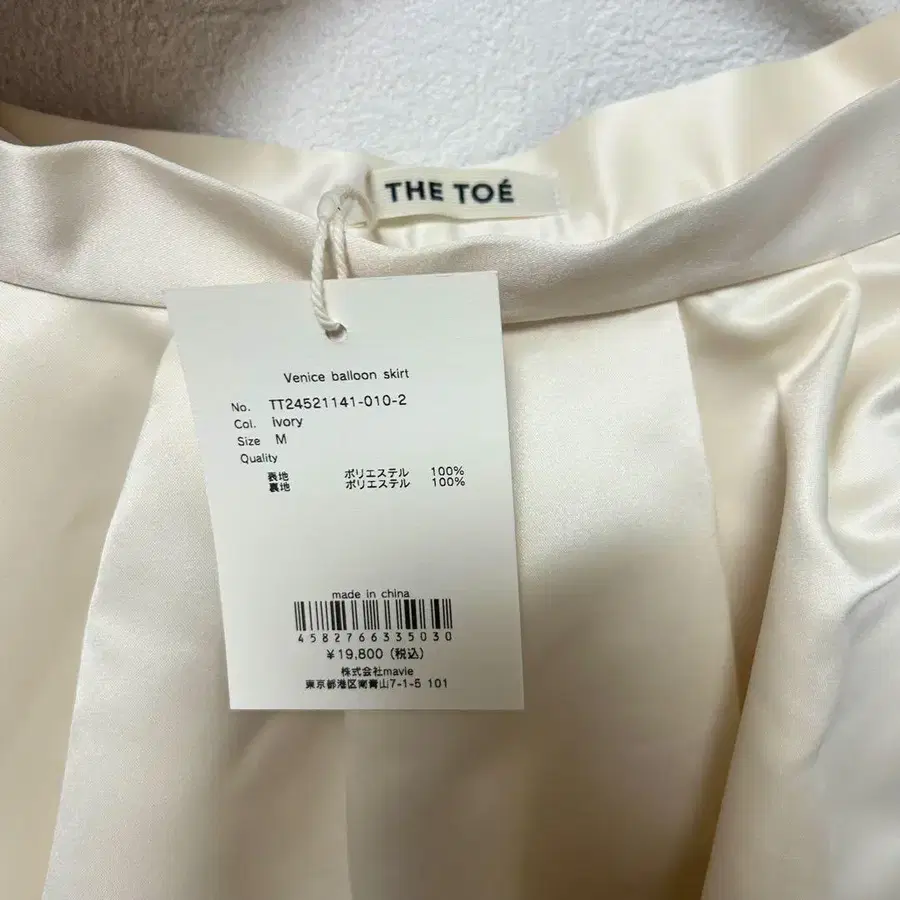 THE TOÉ
Venice balloon skirt
No. TT24521141-010-2
Col. Ivory
Size M
Quality
表地 ポリエステル 100%
裏地 ポリエステル 100%
made in china
4582766335030
¥19,800 (税込)
株式会社mavie
東京都港区南青山7-1-5 101